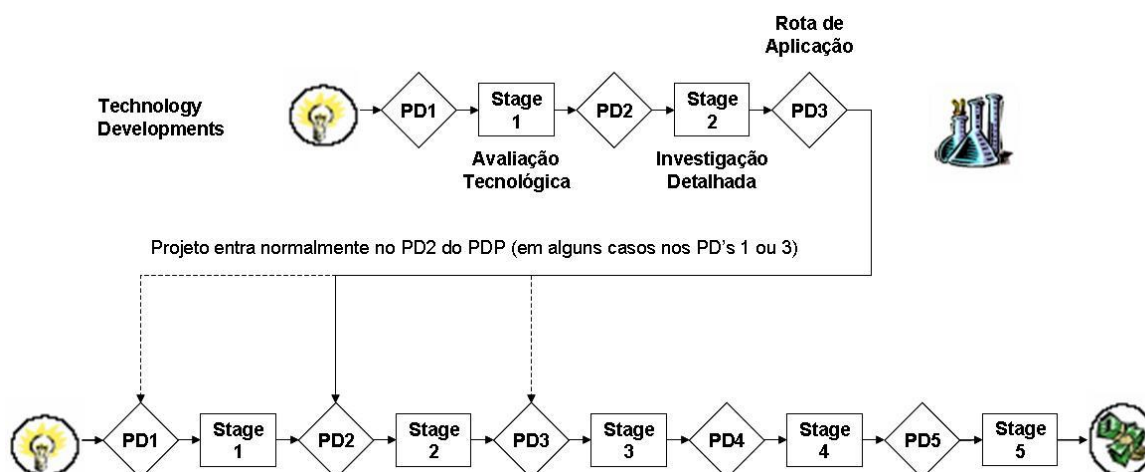 Rota de
Aplicação
Technology
Developments
PD1
Stage
1
PD2
Stage
2
PD3
Avaliação
Tecnológica
Investigação
Detalhada
Projeto entra normalmente no PD2 do PDP (em alguns casos nos PD's 1 ou 3)
PD1
Stage
1
PD2
Stage
2
PD3
Stage
3
PD4
Stage
4
PD5
Stage
5